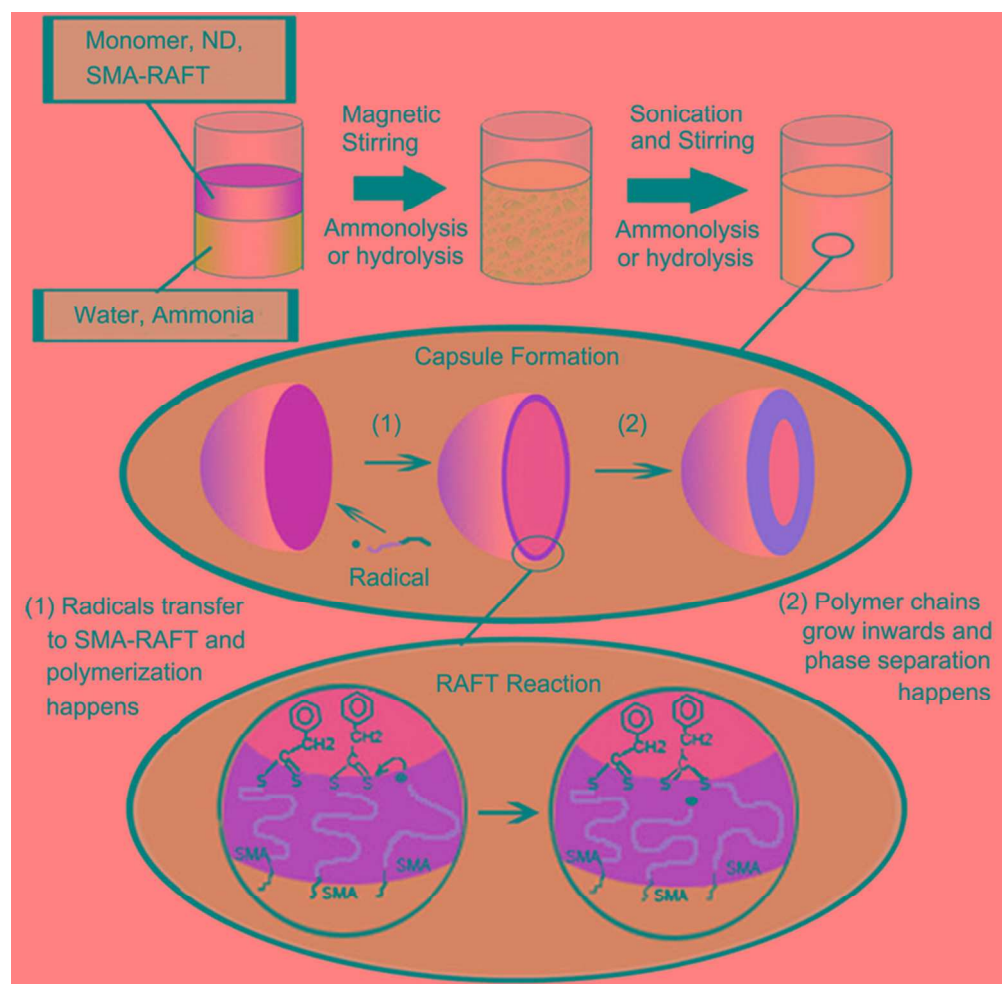 Monomer, ND,
SMA-RAFT
Magnetic
Stirring
Ammonolysis
or hydrolysis
Sonication
and Stirring
Ammonolysis
or hydrolysis
Water, Ammonia
Capsule Formation
(1)
(2)
Radical
(1) Radicals transfer
to SMA-RAFT and
polymerization
happens
(2) Polymer chains
grow inwards and
phase separation
happens
RAFT Reaction
CH2
CH2
C
C
S
S
S
S
SMA
SMA
SMA
CH2
CH2
C
C
S
S
S
S
SMA
SMA
SMA